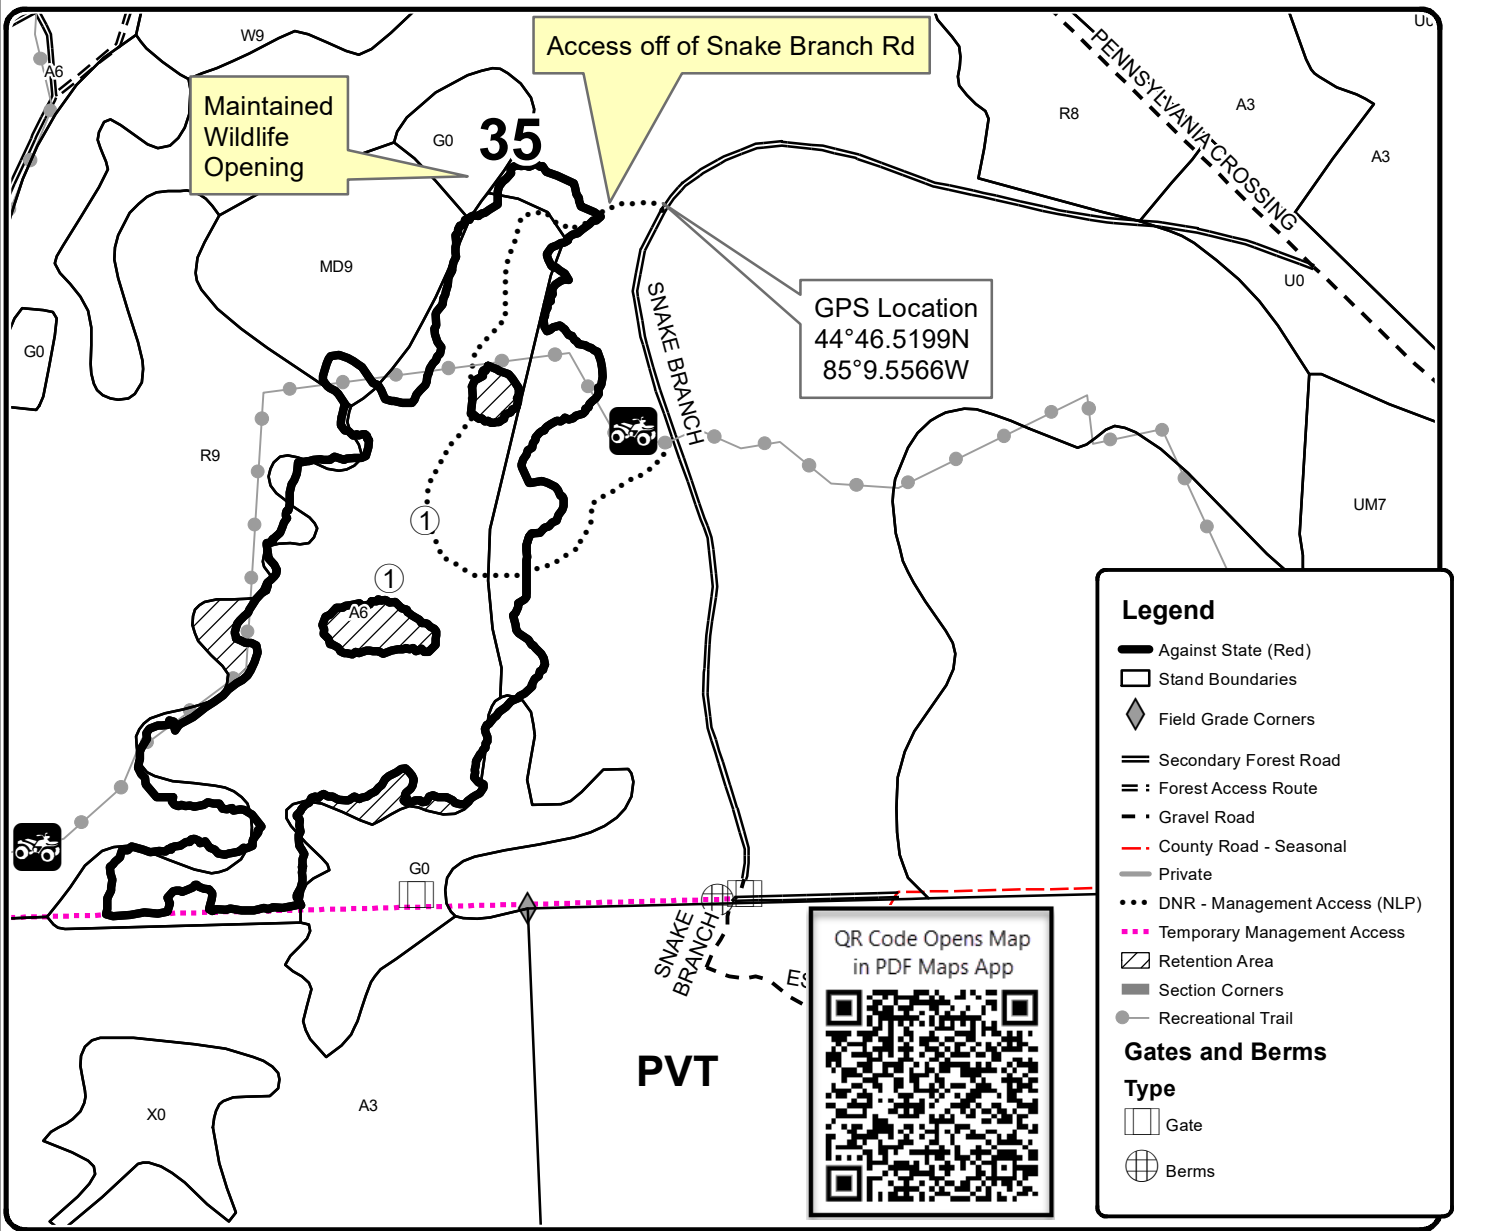 W9
A6
Access off of Snake Branch Rd
Maintained
Wildlife
Opening
G0
35
R8
A3
A3
PENNSYLVANIA CROSSING
MD9
U0
GPS Location
44°46.5199N
85°9.5566W
SNAKE BRANCH
G0
R9
UM7
1
1
A6
G0
SNAKE
BRANCH
PVT
X0
A3
QR Code Opens Map
in PDF Maps App
Legend
Against State (Red)
Stand Boundaries
Field Grade Corners
Secondary Forest Road
Forest Access Route
Gravel Road
County Road - Seasonal
Private
DNR - Management Access (NLP)
Temporary Management Access
Retention Area
Section Corners
Recreational Trail
Gates and Berms
Type
Gate
Berms